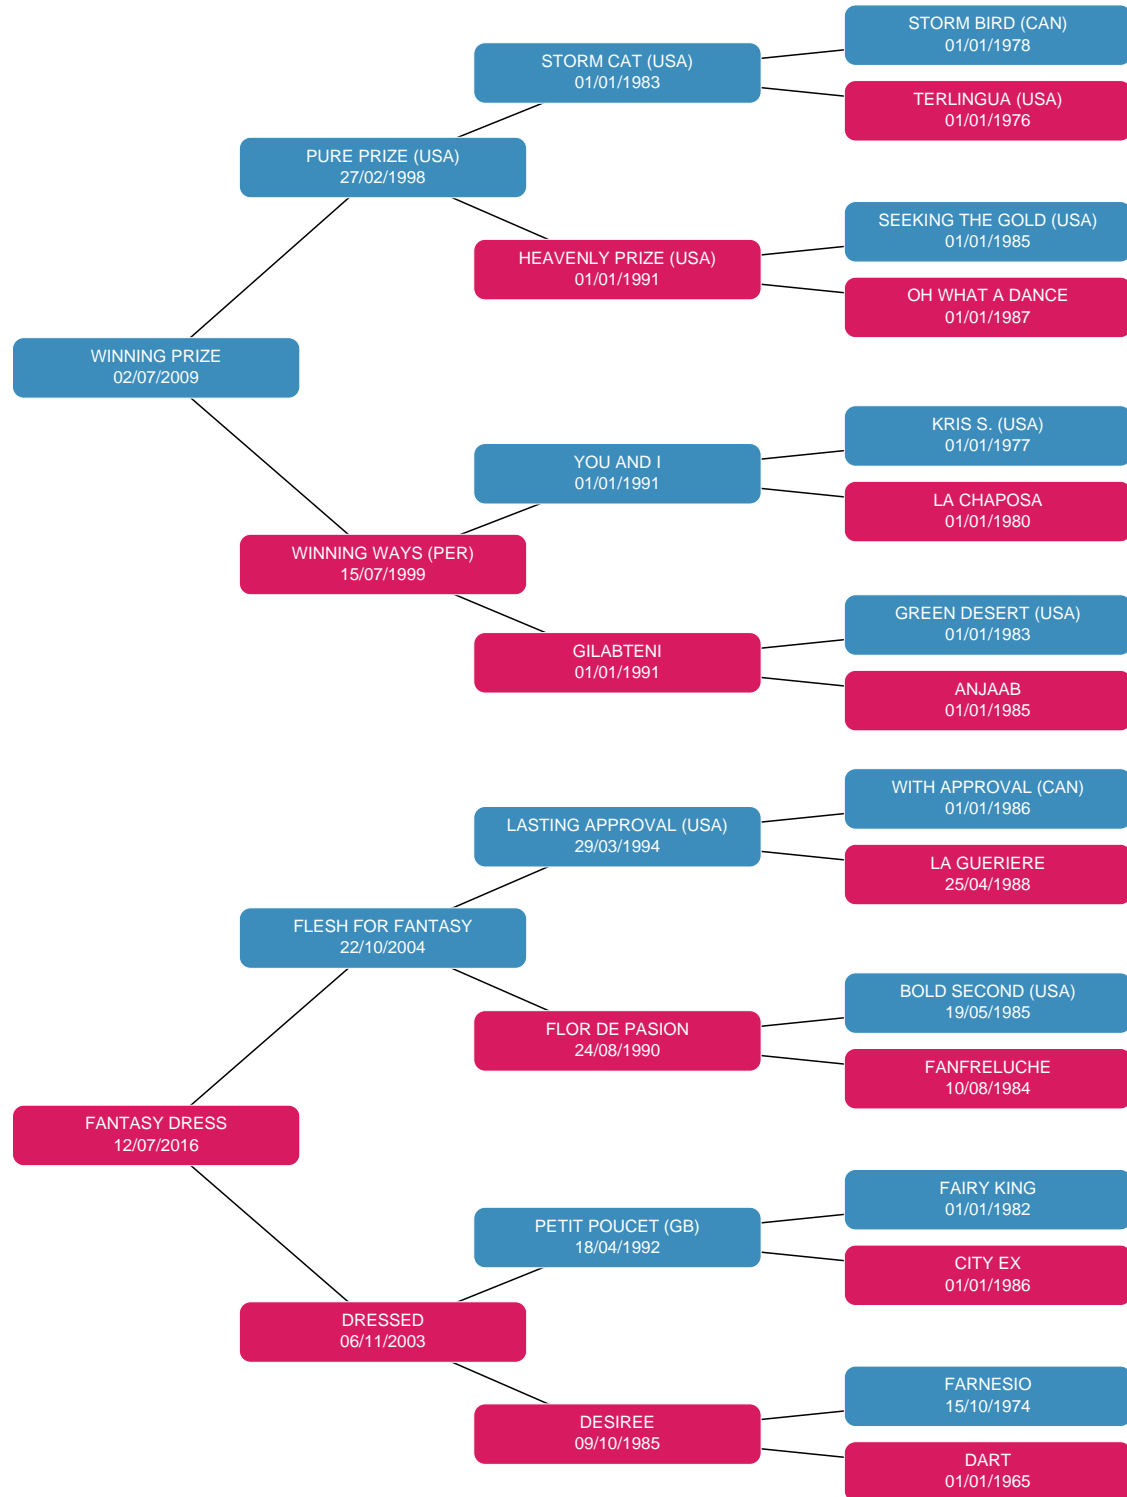 STORM BIRD (CAN)
01/01/1978
STORM CAT (USA)
01/01/1983
TERLINGUA (USA)
01/01/1976
PURE PRIZE (USA)
27/02/1998
SEEKING THE GOLD (USA)
01/01/1985
HEAVENLY PRIZE (USA)
01/01/1991
OH WHAT A DANCE
01/01/1987
WINNING PRIZE
02/07/2009
KRIS S. (USA)
01/01/1977
YOU AND I
01/01/1991
LA CHAPOSA
01/01/1980
WINNING WAYS (PER)
15/07/1999
GREEN DESERT (USA)
01/01/1983
GILABTENI
01/01/1991
ANJAAB
01/01/1985
WITH APPROVAL (CAN)
01/01/1986
LASTING APPROVAL (USA)
29/03/1994
LA GUERIERE
25/04/1988
FLESH FOR FANTASY
22/10/2004
BOLD SECOND (USA)
19/05/1985
FLOR DE PASION
24/08/1990
FANFRELUCHE
10/08/1984
FANTASY DRESS
12/07/2016
FAIRY KING
01/01/1982
PETIT POUCET (GB)
18/04/1992
CITY EX
01/01/1986
DRESSED
06/11/2003
FARNESIO
15/10/1974
DESIREE
09/10/1985
DART
01/01/1965